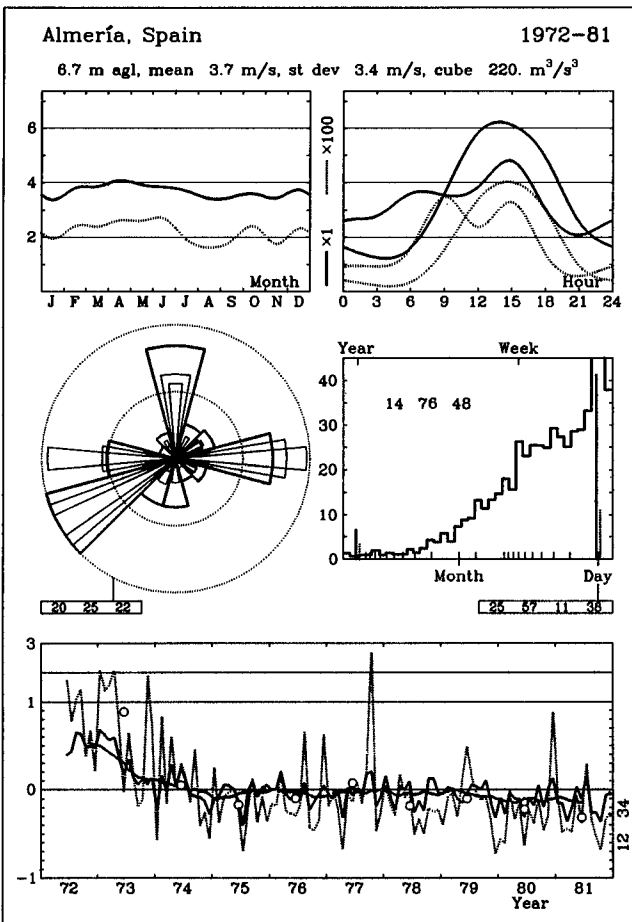 Almería, Spain 1972-81
6.7 m agl, mean 3.7 m/s, st dev 3.4 m/s, cube 220. m³/s³
6
4
2
Month
J F M A M J J A S O N D
×1 ×100
Hour
0 3 6 9 12 15 18 21 24
Year Week
40
30
20
10
0
14 76 48
Month Day
20 25 22
25 57 11 38
3
1
0
-1
72 73 74 75 76 77 78 79 80 81
Year
12 34